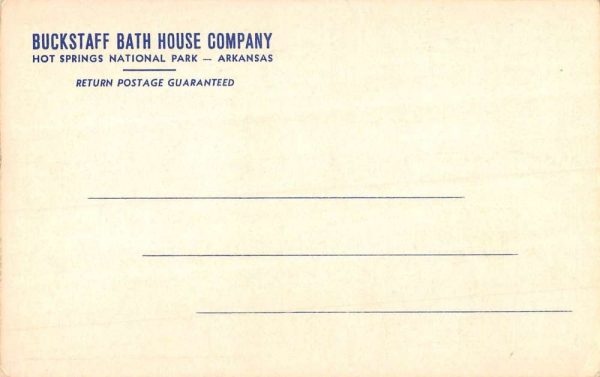 BUCKSTAFF BATH HOUSE COMPANY
HOT SPRINGS NATIONAL PARK — ARKANSAS
RETURN POSTAGE GUARANTEED